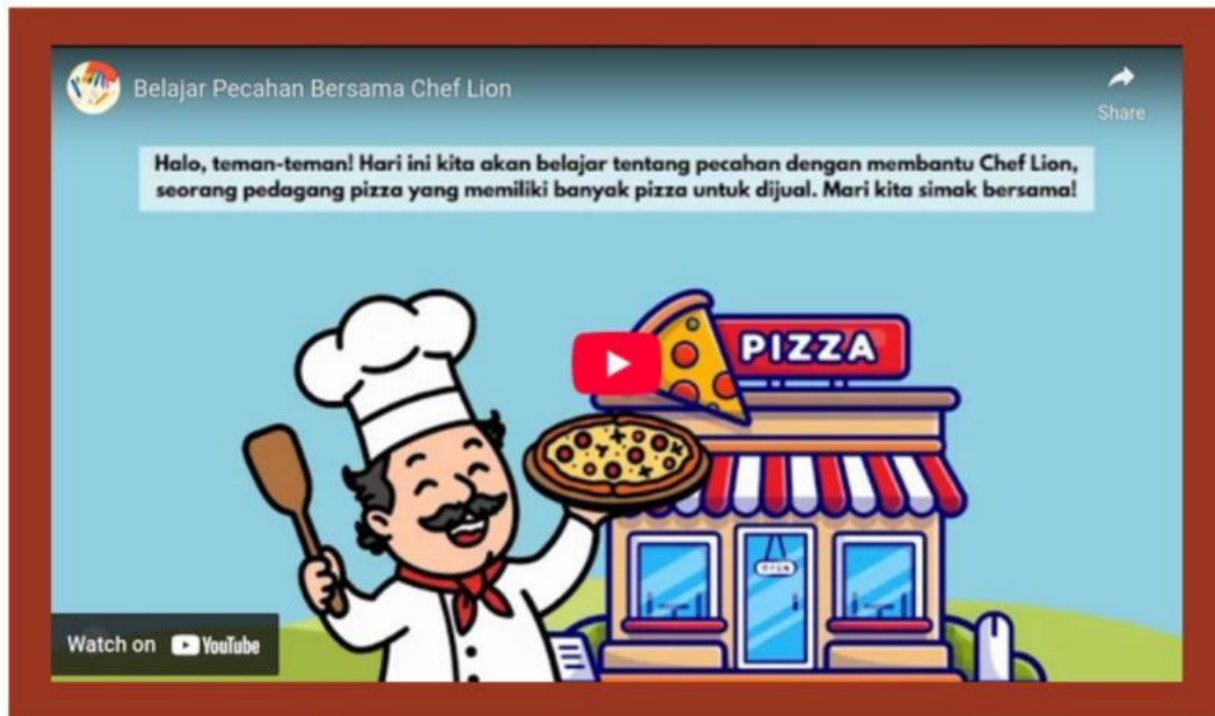 Belajar Pecahan Bersama Chef Lion
Share
Halo, teman-teman! Hari ini kita akan belajar tentang pecahan dengan membantu Chef Lion,
seorang pedagang pizza yang memiliki banyak pizza untuk dijual. Mari kita simak bersama!
PIZZA
OPEN
Watch on YouTube